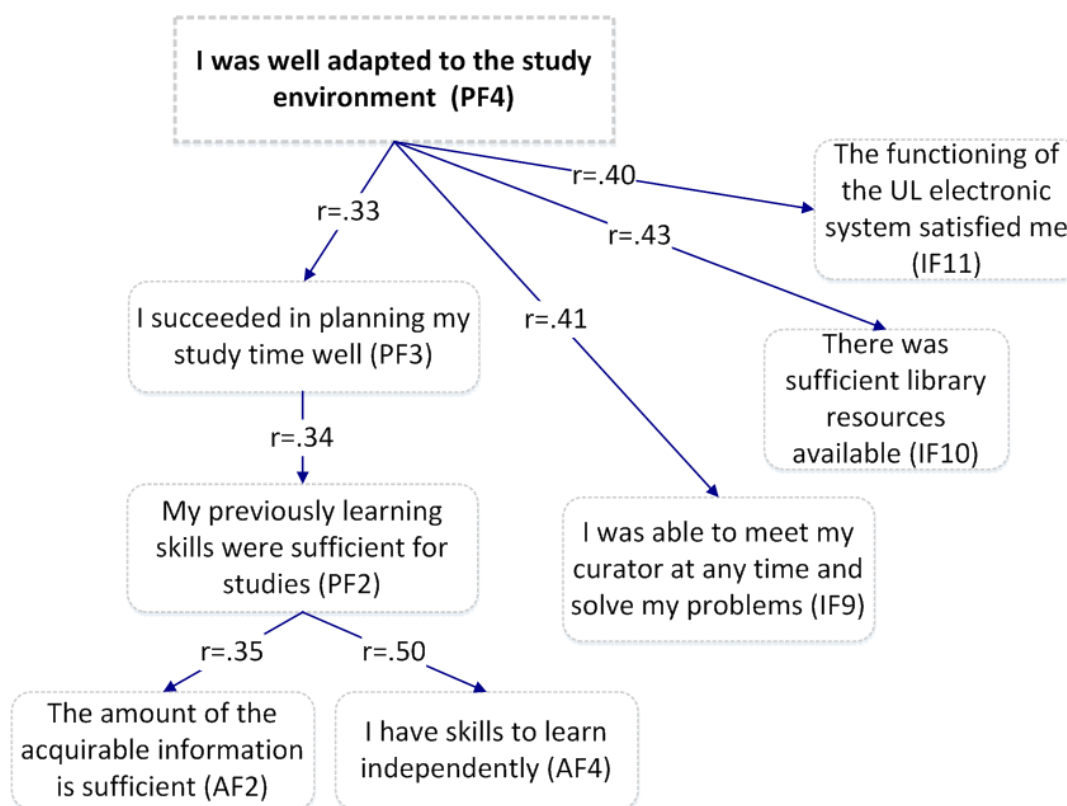 I was well adapted to the study
environment  (PF4)
r=.40
The functioning of
the UL electronic
system satisfied me
(IF11)
r=.33
r=.43
r=.41
I succeeded in planning my
study time well (PF3)
There was
sufficient library
resources
available (IF10)
r=.34
My previously learning
skills were sufficient for
studies (PF2)
I was able to meet my
curator at any time and
solve my problems (IF9)
r=.35
r=.50
The amount of the
acquirable information
is sufficient (AF2)
I have skills to learn
independently (AF4)